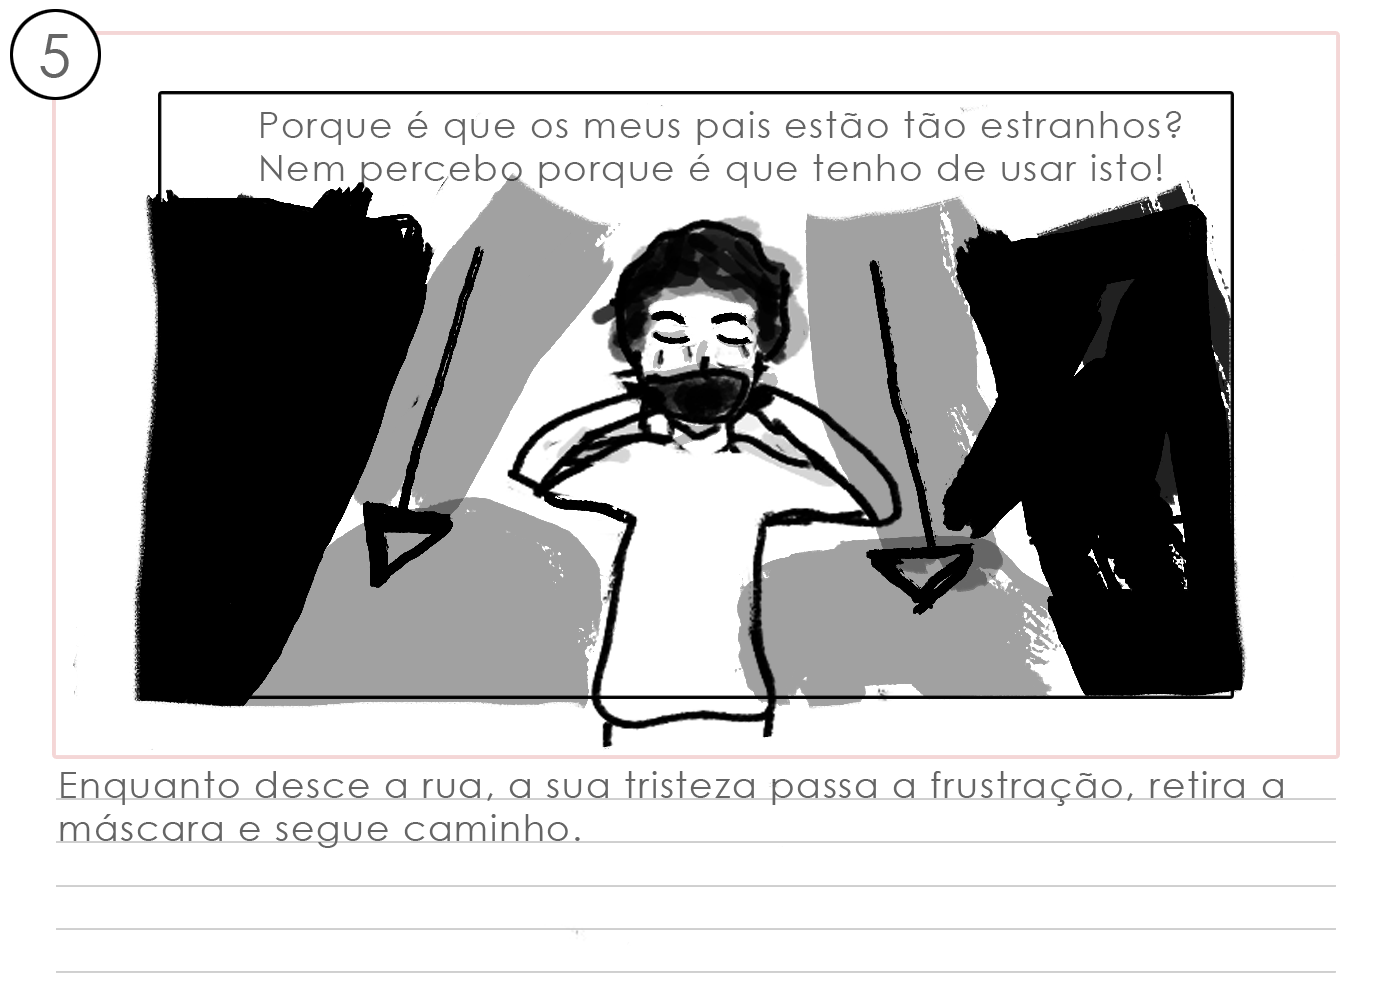 5
Porque é que os meus pais estão tão estranhos?
Nem percebo porque é que tenho de usar isto!
Enquanto desce a rua, a sua tristeza passa a frustração, retira a
máscara e segue caminho.